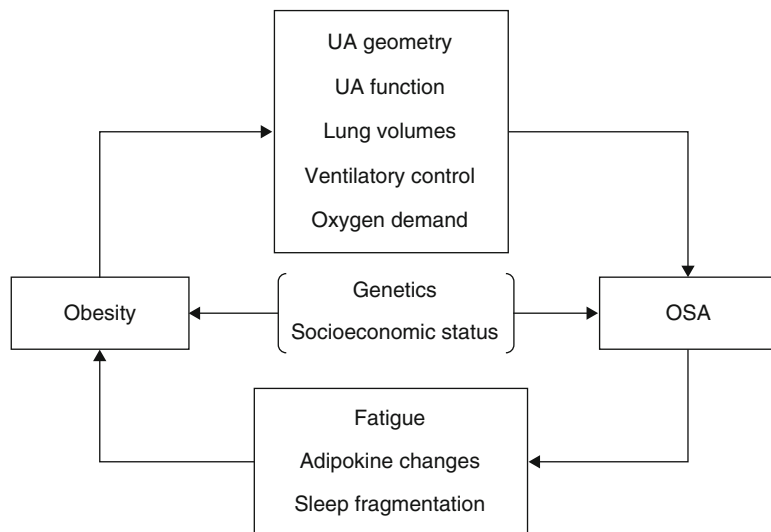 UA geometry
UA function
Lung volumes
Ventilatory control
Oxygen demand
Obesity
Genetics
Socioeconomic status
OSA
Fatigue
Adipokine changes
Sleep fragmentation